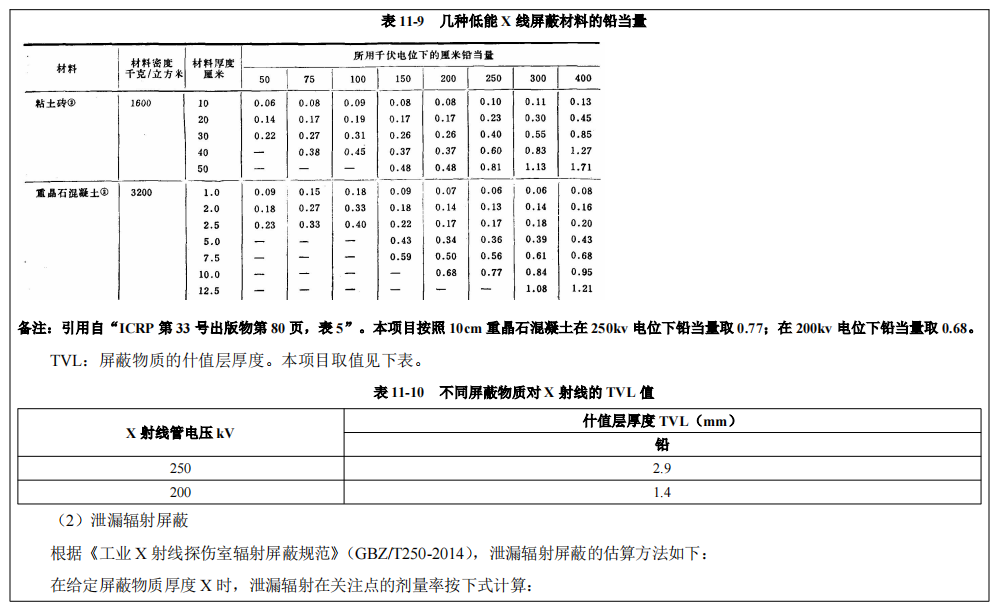 表 11-9 几种低能 X 线屏蔽材料的铅当量
材料 材料密度 千克/立方米 材料厚度 厘米 所用千伏电位下的厘米铅当量
50 75 100 150 200 250 300 400
粘土砖② 1600 10 0.06 0.08 0.09 0.08 0.08 0.10 0.11 0.13
20 0.14 0.17 0.19 0.17 0.17 0.23 0.30 0.45
30 0.22 0.27 0.31 0.26 0.26 0.40 0.55 0.85
40 — 0.38 0.45 0.37 0.37 0.60 0.83 1.27
50 — — — 0.48 0.48 0.81 1.13 1.71
重晶石混凝土② 3200 1.0 0.09 0.15 0.18 0.09 0.07 0.06 0.06 0.08
2.0 0.18 0.27 0.33 0.18 0.14 0.13 0.14 0.16
2.5 0.23 0.33 0.40 0.22 0.17 0.17 0.18 0.20
5.0 — — — 0.43 0.34 0.36 0.39 0.43
7.5 — — — 0.59 0.50 0.56 0.61 0.68
10.0 — — — — 0.68 0.77 0.84 0.95
12.5 — — — — — — 1.08 1.21
备注：引用自“ICRP 第 33 号出版物第 80 页，表 5”。本项目按照 10cm 重晶石混凝土在 250kv 电位下铅当量取 0.77；在 200kv 电位下铅当量取 0.68。
TVL：屏蔽物质的什值层厚度。本项目取值见下表。
表 11-10 不同屏蔽物质对 X 射线的 TVL 值
X 射线管电压 kV 什值层厚度 TVL（mm）
铅
250 2.9
200 1.4
（2）泄漏辐射屏蔽
根据《工业 X 射线探伤室辐射屏蔽规范》（GBZ/T250-2014），泄漏辐射屏蔽的估算方法如下：
在给定屏蔽物质厚度 X 时，泄漏辐射在关注点的剂量率按下式计算：